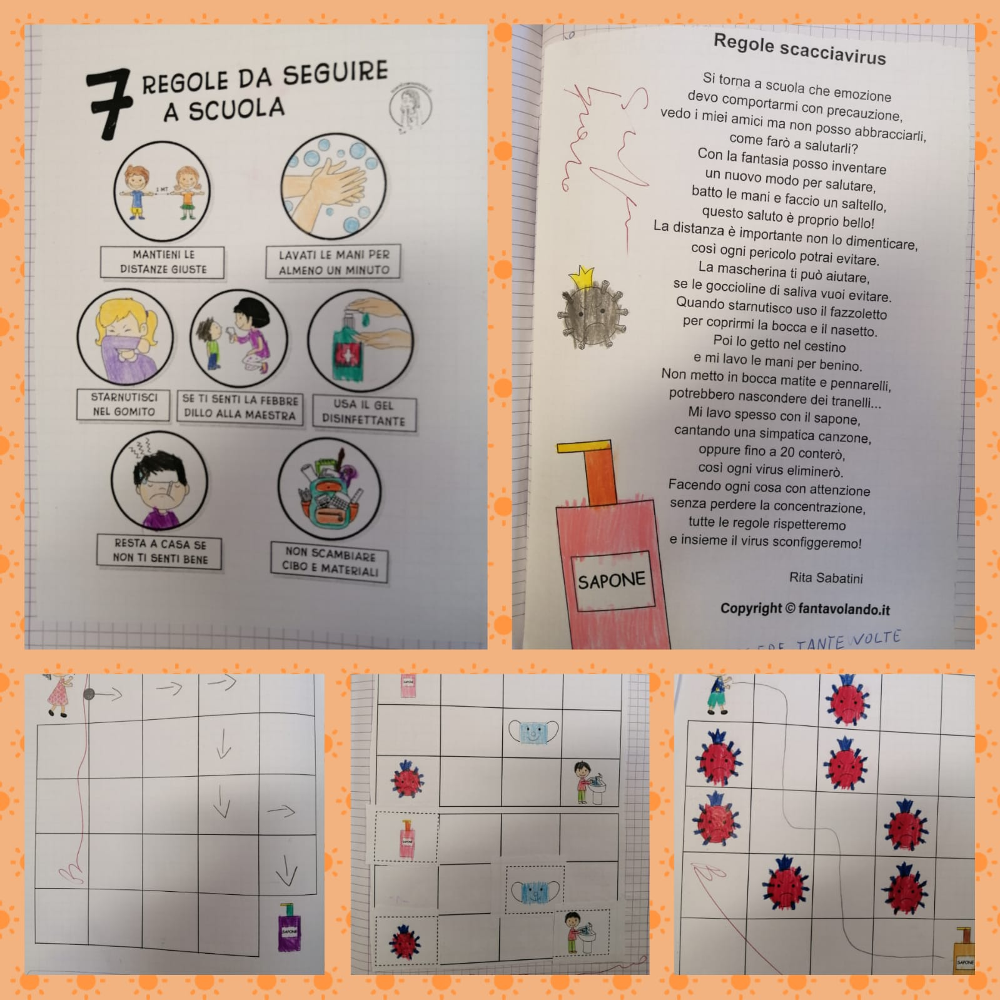 7 REGOLE DA SEGUIRE
A SCUOLA
1 MT
MANTIENI LE
DISTANZE GIUSTE
LAVATI LE MANI PER
ALMENO UN MINUTO
STARNUTISCI
NEL GOMITO
SE TI SENTI LA FEBBRE
DILLO ALLA MAESTRA
USA IL GEL
DISINFETTANTE
RESTA A CASA SE
NON TI SENTI BENE
NON SCAMBIARE
CIBO E MATERIALI
Regole scacciavirus
Si torna a scuola che emozione
devo comportarmi con precauzione,
vedo i miei amici ma non posso abbracciarli,
come farò a salutarli?
Con la fantasia posso inventare
un nuovo modo per salutare,
batto le mani e faccio un saltello,
questo saluto è proprio bello!
La distanza è importante non lo dimenticare,
così ogni pericolo potrai evitare.
La mascherina ti può aiutare,
se le goccioline di saliva vuoi evitare.
Quando starnutisco uso il fazzoletto
per coprirmi la bocca e il nasetto.
Poi lo getto nel cestino
e mi lavo le mani per benino.
Non metto in bocca matite e pennarelli,
potrebbero nascondere dei tranelli...
Mi lavo spesso con il sapone,
cantando una simpatica canzone,
oppure fino a 20 conterò,
così ogni virus eliminerò.
Facendo ogni cosa con attenzione
senza perdere la concentrazione,
tutte le regole rispetteremo
e insieme il virus sconfiggeremo!
Rita Sabatini
Copyright © fantavolando.it
SAPONE
TANTE VOLTE
SAPONE
SAPONE
SAPONE
SAPONE